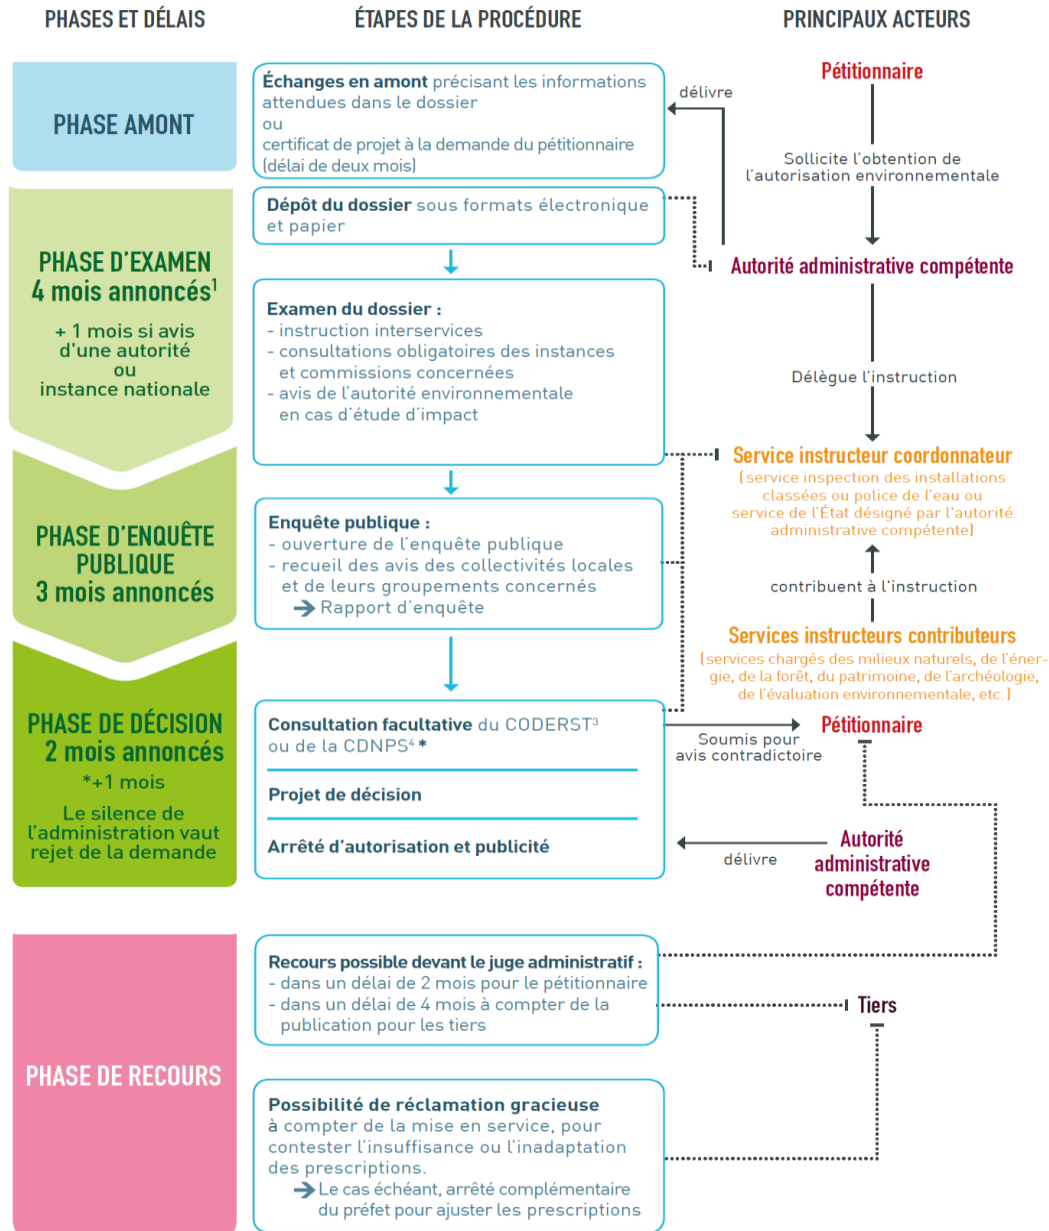 PHASES ET DÉLAIS
ÉTAPES DE LA PROCÉDURE
PRINCIPAUX ACTEURS
PHASE AMONT
Échanges en amont précisant les informations
attendues dans le dossier
ou
certificat de projet à la demande du pétitionnaire
(délai de deux mois)
délivre
Pétitionnaire
Sollicite l'obtention de
l'autorisation environnementale
PHASE D'EXAMEN
4 mois annoncés¹
+ 1 mois si avis
d'une autorité
ou
instance nationale
Dépôt du dossier sous formats électronique
et papier
Autorité administrative compétente
Examen du dossier :
- instruction interservices
- consultations obligatoires des instances
et commissions concernées
- avis de l'autorité environnementale
en cas d'étude d'impact
Délègue l'instruction
Service instructeur coordonnateur
(service inspection des installations
classées ou police de l'eau ou
service de l'État désigné par l'autorité
administrative compétente)
PHASE D'ENQUÊTE
PUBLIQUE
3 mois annoncés
Enquête publique :
- ouverture de l'enquête publique
- recueil des avis des collectivités locales
et de leurs groupements concernés
→ Rapport d'enquête
contribuent à l'instruction
Services instructeurs contributeurs
(services chargés des milieux naturels, de l'éner-
gie, de la forêt, du patrimoine, de l'archéologie,
de l'évaluation environnementale, etc.)
PHASE DE DÉCISION
2 mois annoncés
*+1 mois
Le silence de
l'administration vaut
rejet de la demande
Consultation facultative du CODERST³
ou de la CDNPS⁴ *
Projet de décision
Arrêté d'autorisation et publicité
Pétitionnaire
Soumis pour
avis contradictoire
délivre
Autorité
administrative
compétente
PHASE DE RECOURS
Recours possible devant le juge administratif :
- dans un délai de 2 mois pour le pétitionnaire
- dans un délai de 4 mois à compter de la
publication pour les tiers
Tiers
Possibilité de réclamation gracieuse
à compter de la mise en service, pour
contester l'insuffisance ou l'inadaptation
des prescriptions.
→ Le cas échéant, arrêté complémentaire
du préfet pour ajuster les prescriptions